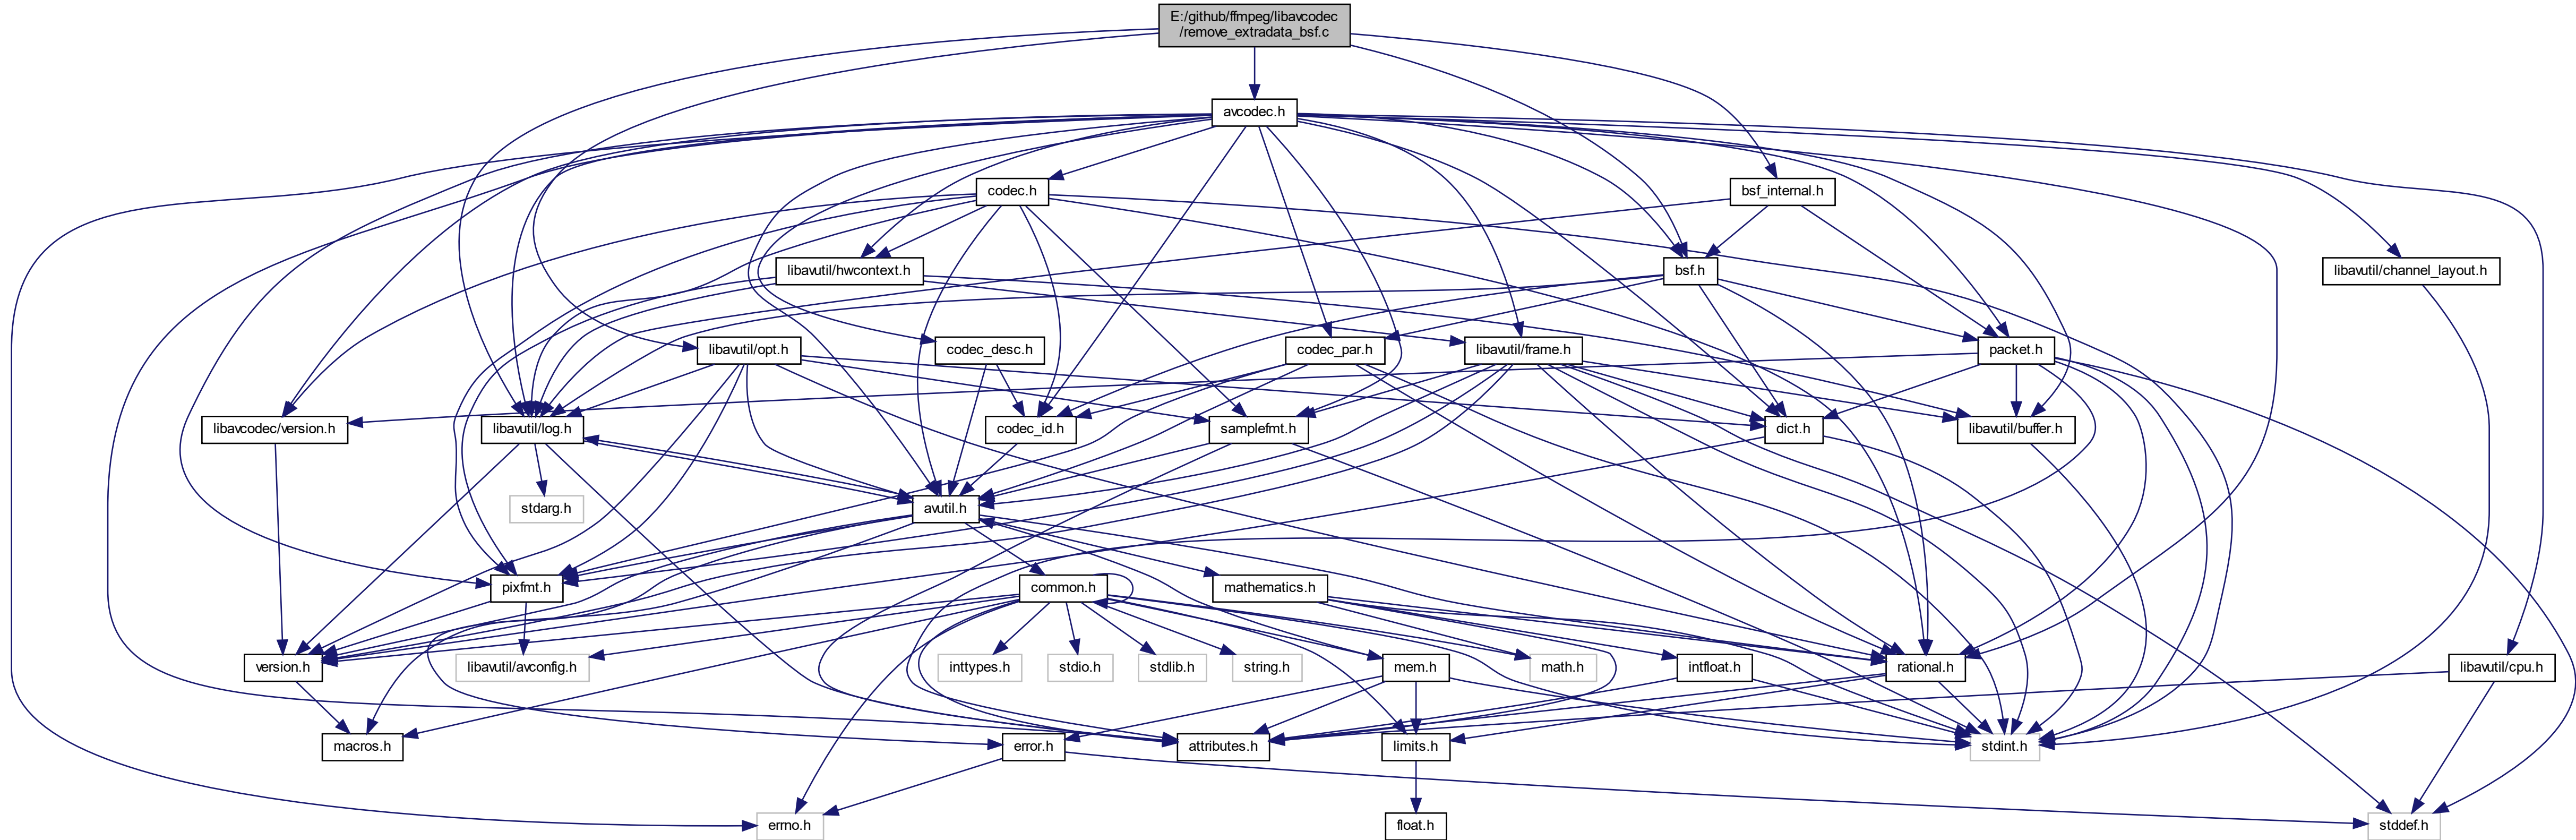 E:/github/ffmpeg/libavcodec
/remove_extradata_bsf.c
avcodec.h
codec.h
bsf_internal.h
libavutil/hwcontext.h
bsf.h
libavutil/channel_layout.h
libavutil/opt.h
codec_desc.h
codec_par.h
libavutil/frame.h
packet.h
libavcodec/version.h
libavutil/log.h
codec_id.h
samplefmt.h
dict.h
libavutil/buffer.h
stdarg.h
avutil.h
pixfmt.h
common.h
mathematics.h
version.h
libavutil/avconfig.h
inttypes.h
stdio.h
stdlib.h
string.h
mem.h
math.h
intfloat.h
rational.h
libavutil/cpu.h
macros.h
error.h
attributes.h
limits.h
stdint.h
errno.h
float.h
stddef.h